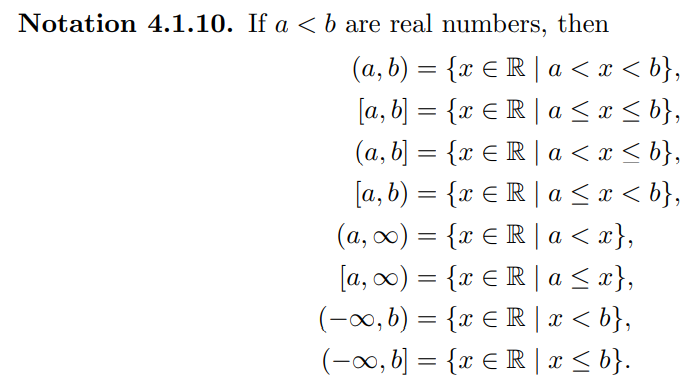 Notation 4.1.10. If a < b are real numbers, then
(a, b) = {x ∈ ℝ | a < x < b},
[a, b] = {x ∈ ℝ | a ≤ x ≤ b},
(a, b] = {x ∈ ℝ | a < x ≤ b},
[a, b) = {x ∈ ℝ | a ≤ x < b},
(a, ∞) = {x ∈ ℝ | a < x},
[a, ∞) = {x ∈ ℝ | a ≤ x},
(−∞, b) = {x ∈ ℝ | x < b},
(−∞, b] = {x ∈ ℝ | x ≤ b}.